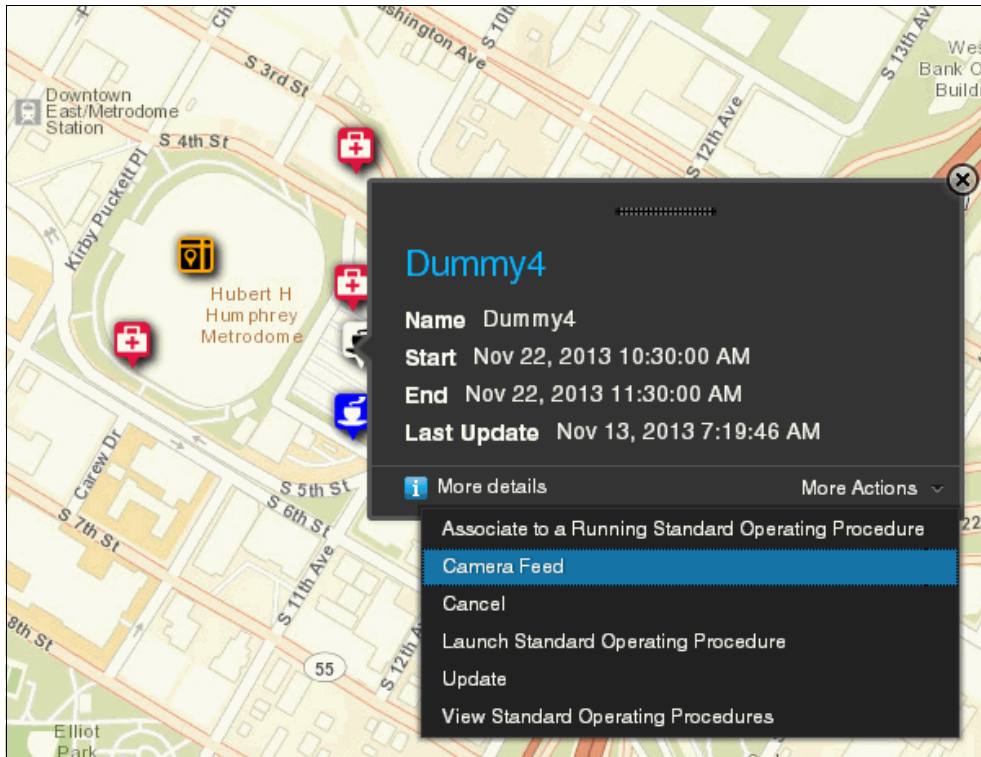 S 3rd St
Washington Ave
S 10th
S 12th Ave
S 13th Ave
Bank
Downtown
East/Metrodome
Station
S 4th St
Kirby Puckett Pl
Hubert H
Humphrey
Metrodome
Dummy4
Name Dummy4
Start Nov 22, 2013 10:30:00 AM
End Nov 22, 2013 11:30:00 AM
Last Update Nov 13, 2013 7:19:46 AM
i More details
More Actions
Associate to a Running Standard Operating Procedure
Camera Feed
Cancel
Launch Standard Operating Procedure
Update
View Standard Operating Procedures
Carew Dr
S 5th St
S 6th St
S 7th St
S 11th Ave
S 12th
8th St
55
22
Elliot
Park